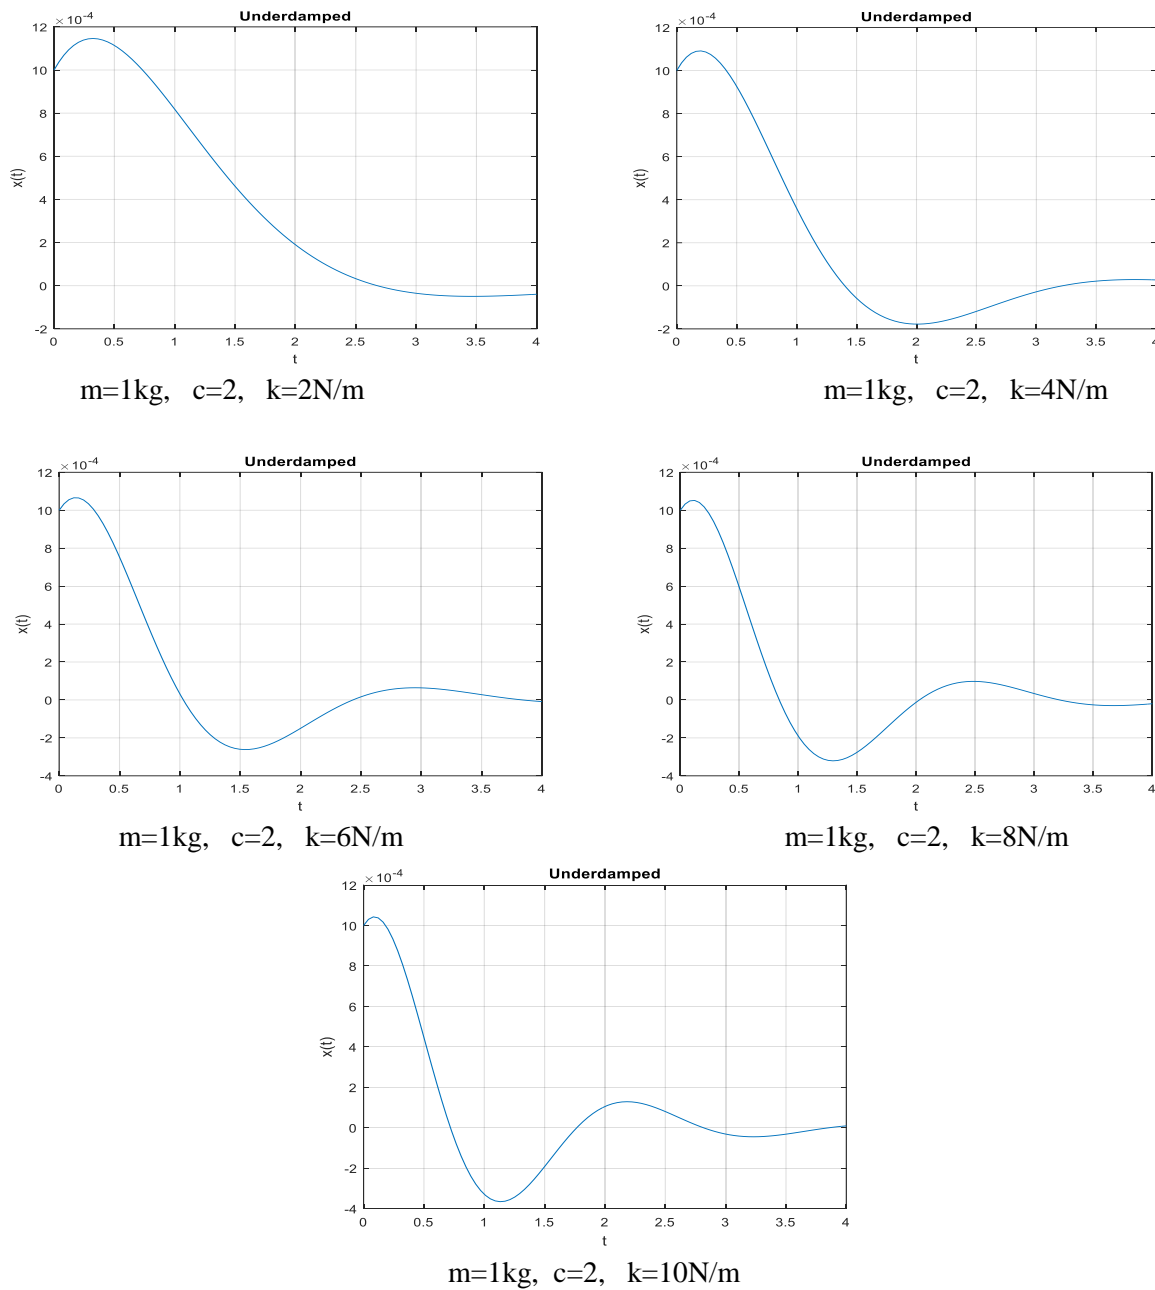 Underdamped
×10-4
12
10
8
6
4
2
0
-2
x(t)
0 0.5 1 1.5 2 2.5 3 3.5 4
t
m=1kg, c=2, k=2N/m
Underdamped
×10-4
12
10
8
6
4
2
0
-2
x(t)
0 0.5 1 1.5 2 2.5 3 3.5 4
t
m=1kg, c=2, k=4N/m
Underdamped
×10-4
12
10
8
6
4
2
0
-2
-4
x(t)
0 0.5 1 1.5 2 2.5 3 3.5 4
t
m=1kg, c=2, k=6N/m
Underdamped
×10-4
12
10
8
6
4
2
0
-2
-4
x(t)
0 0.5 1 1.5 2 2.5 3 3.5 4
t
m=1kg, c=2, k=8N/m
Underdamped
×10-4
12
10
8
6
4
2
0
-2
-4
x(t)
0 0.5 1 1.5 2 2.5 3 3.5 4
t
m=1kg, c=2, k=10N/m